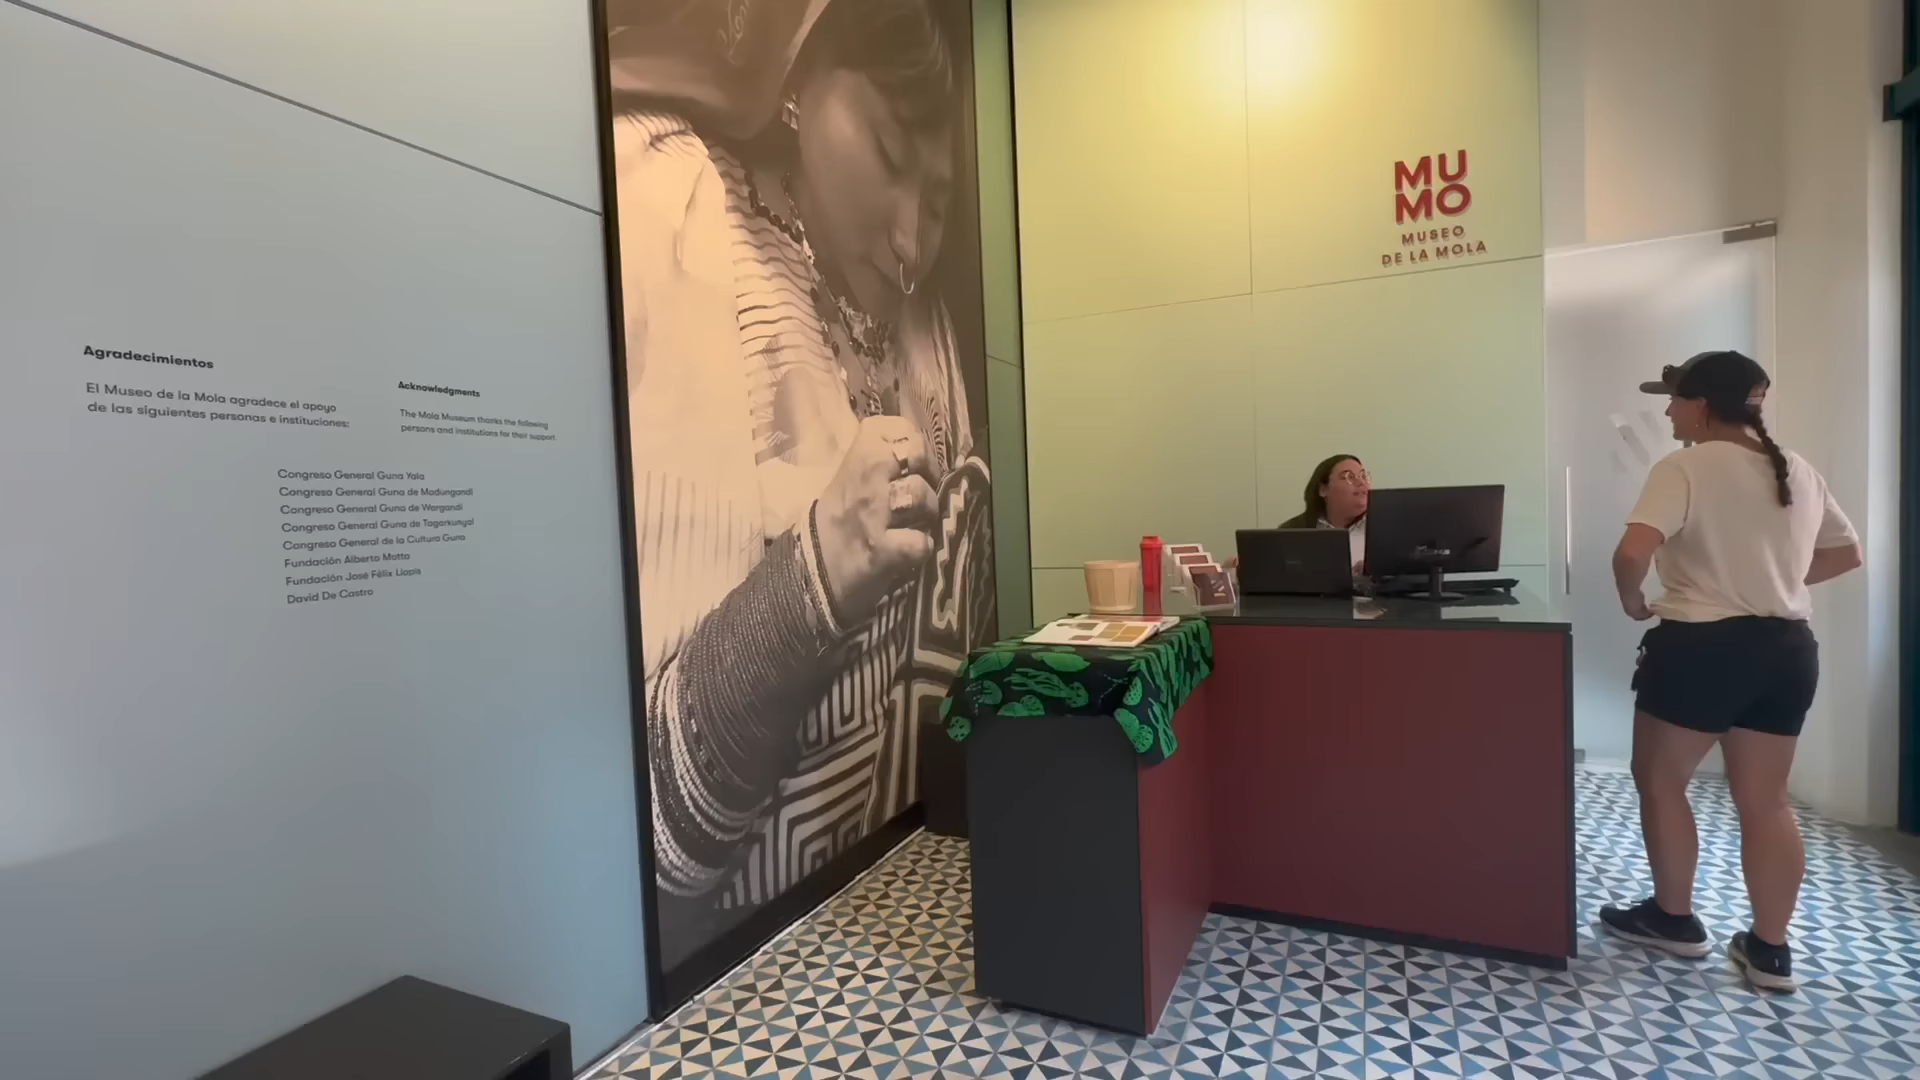 Agradecimientos
El Museo de la Mola agradece el apoyo
de las siguientes personas e instituciones:
Acknowledgments
The Mola Museum thanks the following
persons and institutions for their support.
Congreso General Guna Yala
Congreso General Guna de Madungandi
Congreso General Guna de Wargandi
Congreso General Guna de Tagarkunyal
Congreso General de la Cultura Guna
Fundación Alberto Motta
Fundación José Félix Llopis
David De Castro
MU
MO
MUSEO
DE LA MOLA